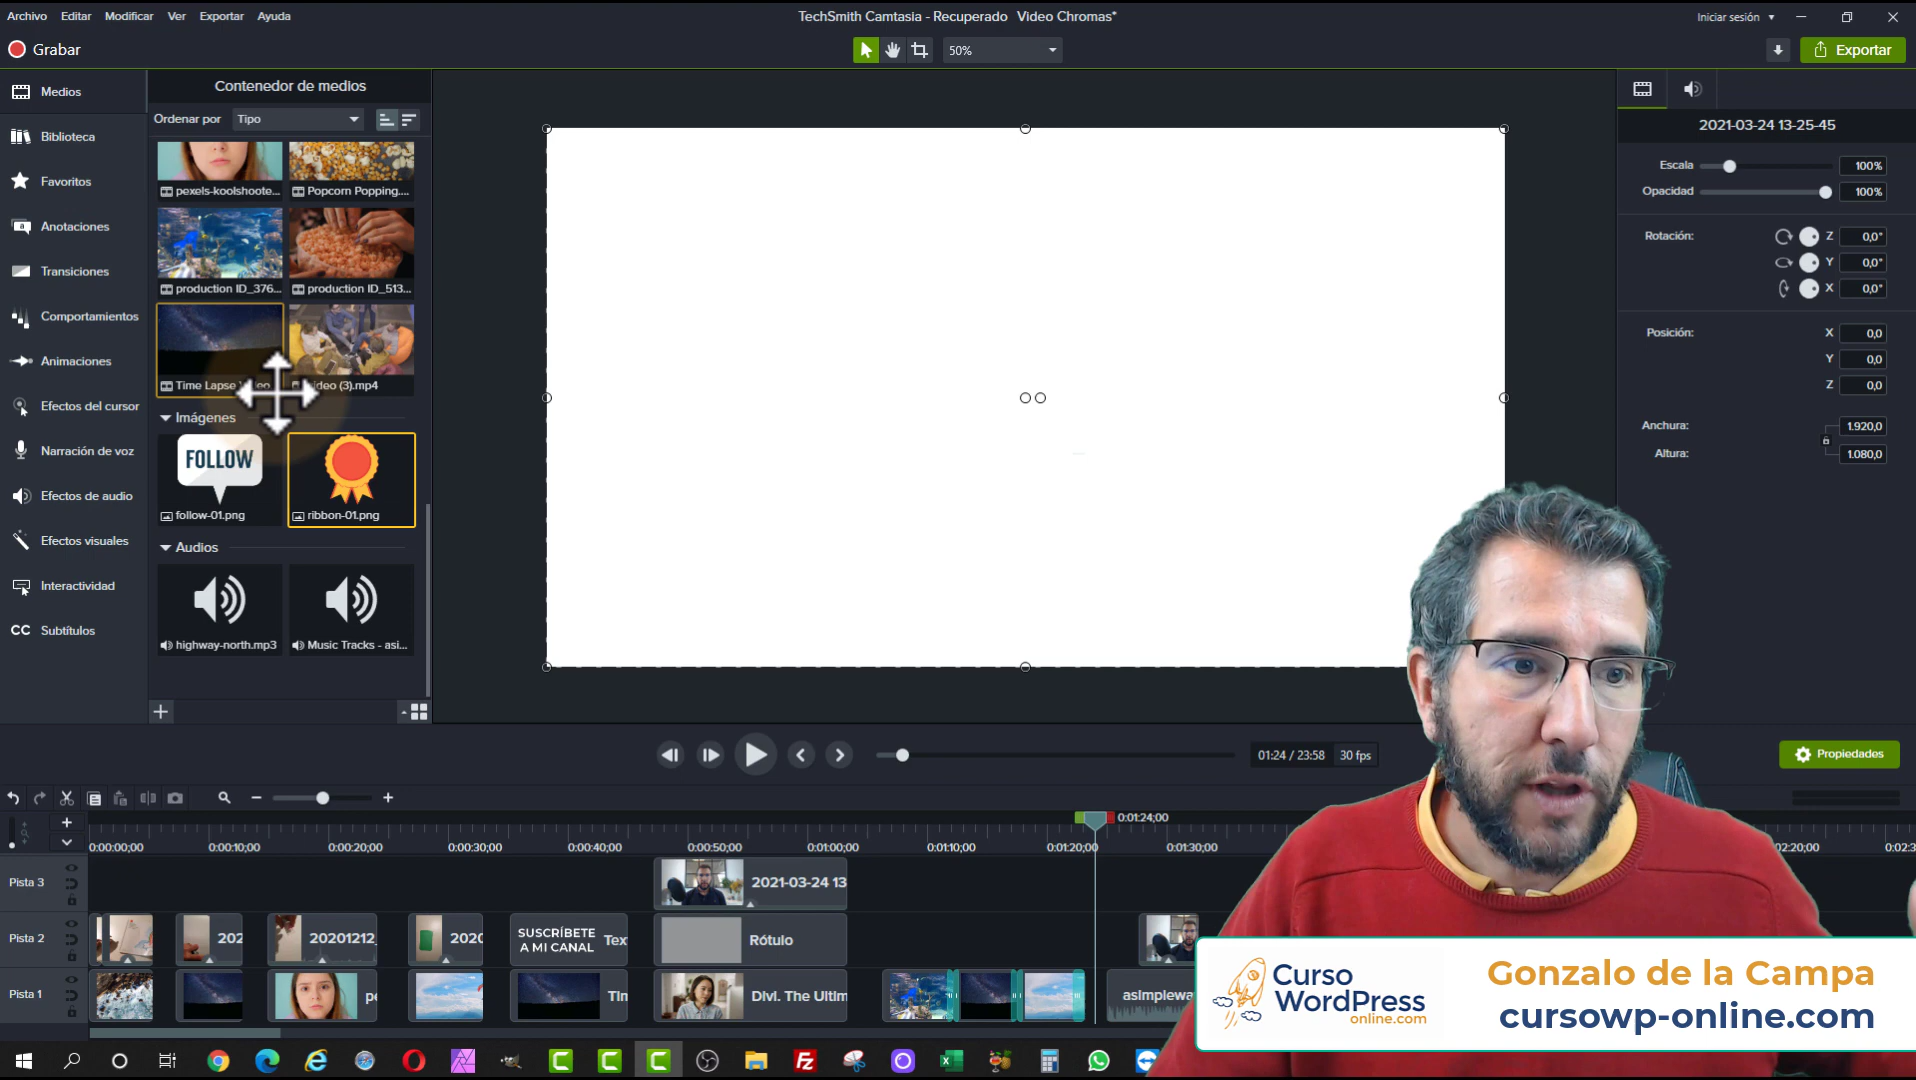 Archivo Editar Modificar Ver Exportar Ayuda
TechSmith Camtasia - Recuperado Video Chromas*
Iniciar sesión
Grabar
50%
Exportar
Medios
Biblioteca
Favoritos
Anotaciones
Transiciones
Comportamientos
Animaciones
Efectos del cursor
Narración de voz
Efectos de audio
Efectos visuales
Interactividad
CC Subtítulos
Contenedor de medios
Ordenar por Tipo
pexels-koolshoote... Popcorn Popping....
production ID_376... production ID_513...
Time Lapse (3).mp4
Imágenes
FOLLOW
follow-01.png ribbon-01.png
Audios
highway-north.mp3 Music Tracks - asi...
2021-03-24 13-25-45
Escala 100%
Opacidad 100%
Rotación: Z 0,0°
Y 0,0°
X 0,0°
Posición: X 0,0
Y 0,0
Z 0,0
Anchura: 1.920,0
Altura: 1.080,0
01:24 / 23:58 30 fps
Propiedades
0:01:24;00
0:00:00;00 0:00:10;00 0:00:20;00 0:00:30;00 0:00:40;00 0:00:50;00 0:01:00;00 0:01:10;00 0:01:20;00 0:01:30;00
Pista 3 2021-03-24 13
Pista 2 202 20201212_ 202 SUSCRÍBETE A MI CANAL Tex Rótulo
Pista 1 Divi. The Ultim asimplewa
Curso
WordPress
online.com
Gonzalo de la Campa
cursowp-online.com